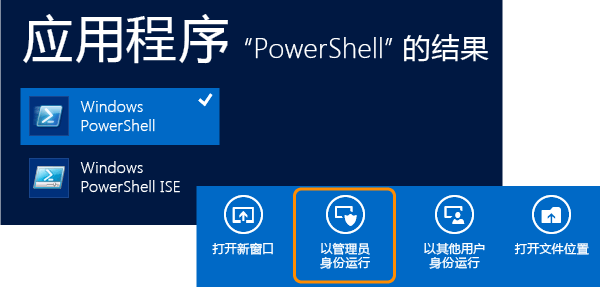 应用程序 “PowerShell” 的结果
Windows
PowerShell
Windows
PowerShell ISE
打开新窗口
以管理员
身份运行
以其他用户
身份运行
打开文件位置